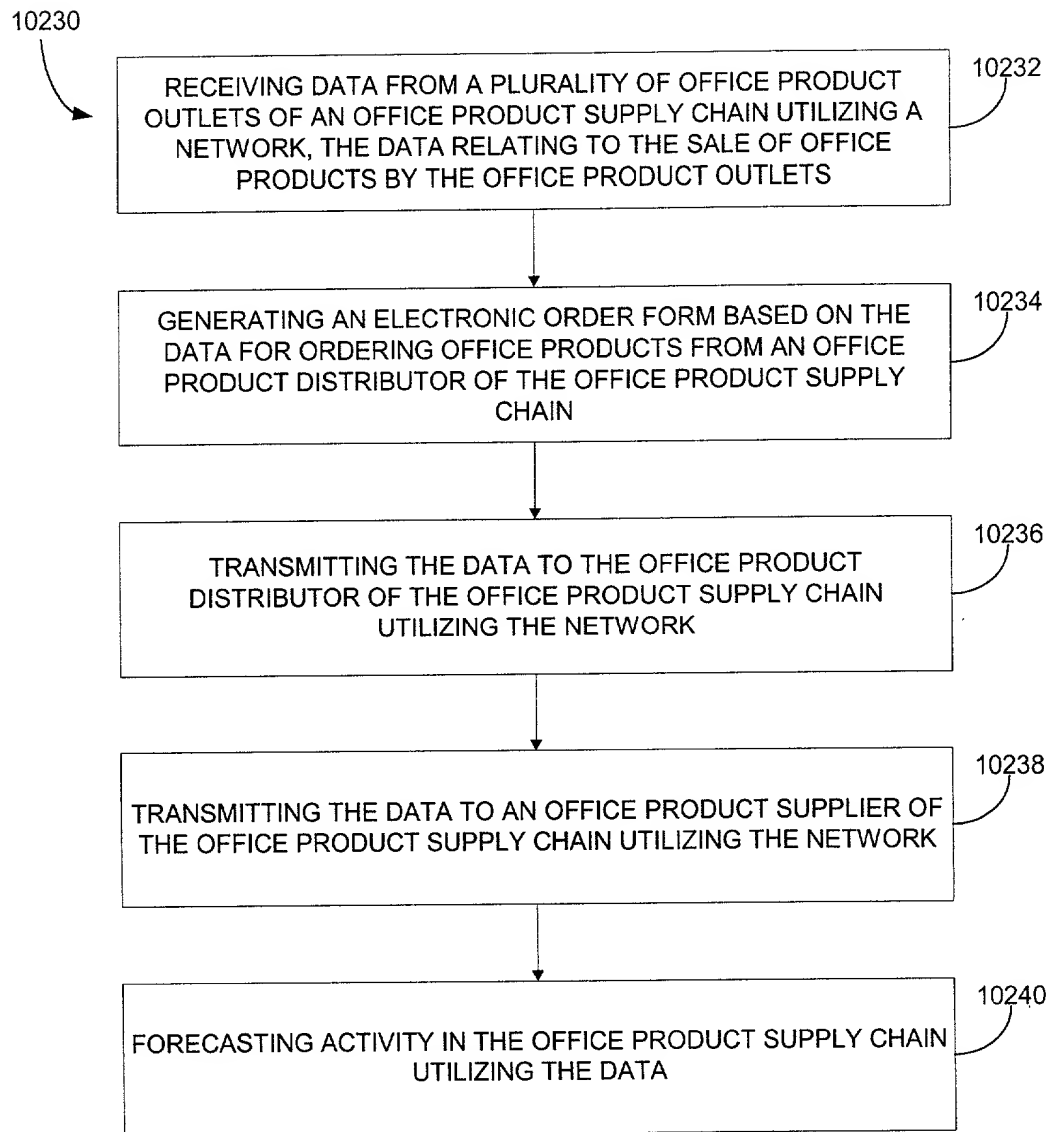 10230
RECEIVING DATA FROM A PLURALITY OF OFFICE PRODUCT
OUTLETS OF AN OFFICE PRODUCT SUPPLY CHAIN UTILIZING A
NETWORK, THE DATA RELATING TO THE SALE OF OFFICE
PRODUCTS BY THE OFFICE PRODUCT OUTLETS
10232
GENERATING AN ELECTRONIC ORDER FORM BASED ON THE
DATA FOR ORDERING OFFICE PRODUCTS FROM AN OFFICE
PRODUCT DISTRIBUTOR OF THE OFFICE PRODUCT SUPPLY
CHAIN
10234
TRANSMITTING THE DATA TO THE OFFICE PRODUCT
DISTRIBUTOR OF THE OFFICE PRODUCT SUPPLY CHAIN
UTILIZING THE NETWORK
10236
TRANSMITTING THE DATA TO AN OFFICE PRODUCT SUPPLIER OF
THE OFFICE PRODUCT SUPPLY CHAIN UTILIZING THE NETWORK
10238
FORECASTING ACTIVITY IN THE OFFICE PRODUCT SUPPLY CHAIN
UTILIZING THE DATA
10240